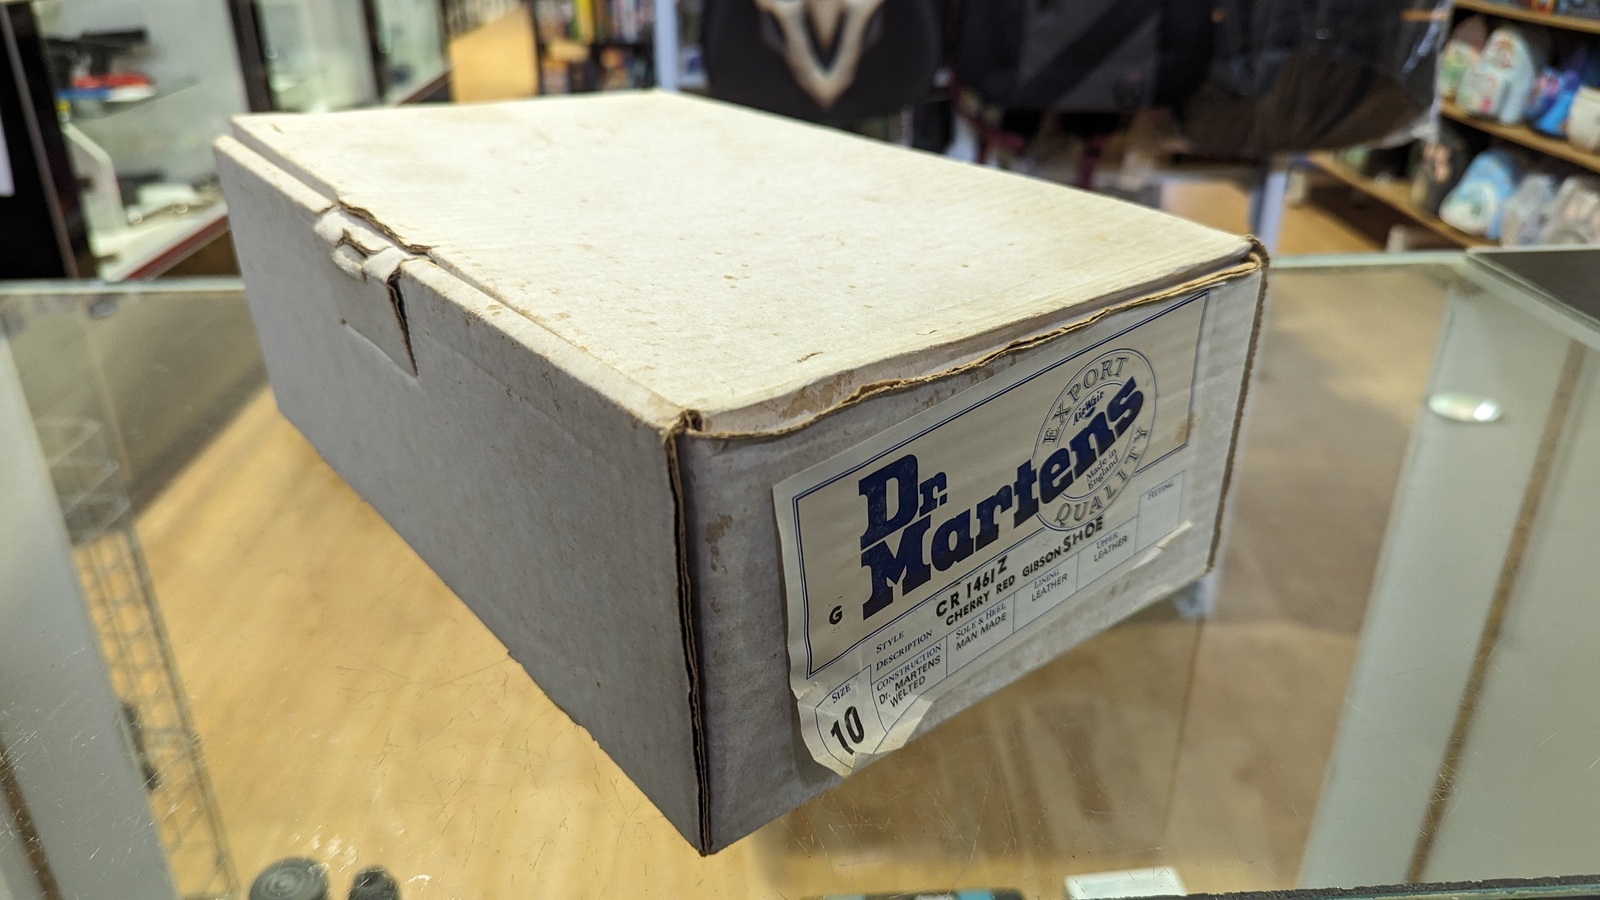 Dr.
Martens
EXPORT
AirWair
Made in
England
QUALITY
G
STYLE
CR 1461Z
DESCRIPTION
CHERRY RED GIBSON SHOE
SIZE
10
CONSTRUCTION
Dr. MARTENS
WELTED
SOLE & HEEL
MAN MADE
LINING
LEATHER
UPPER
LEATHER
FITTING